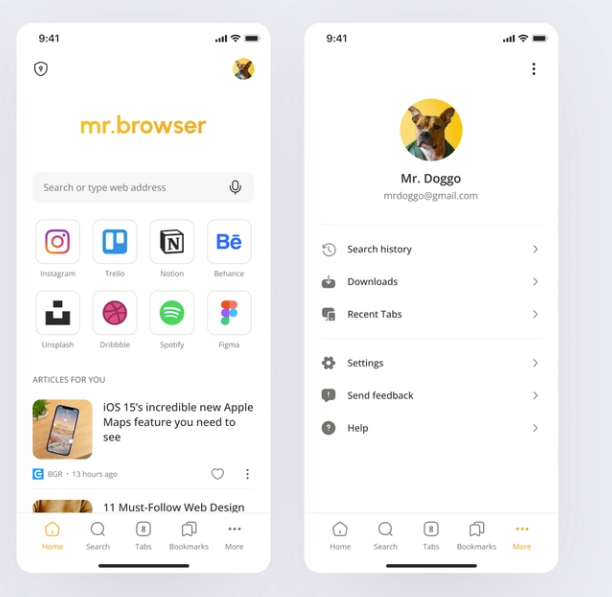 9:41
mr.browser
Search or type web address
Instagram
Trello
Notion
Behance
Bē
Unsplash
Dribbble
Spotify
Figma
ARTICLES FOR YOU
iOS 15's incredible new Apple
Maps feature you need to
see
BGR • 13 hours ago
11 Must-Follow Web Design
8
Home
Search
Tabs
Bookmarks
More
9:41
Mr. Doggo
mrdoggo@gmail.com
Search history
Downloads
Recent Tabs
Settings
Send feedback
Help
8
Home
Search
Tabs
Bookmarks
More